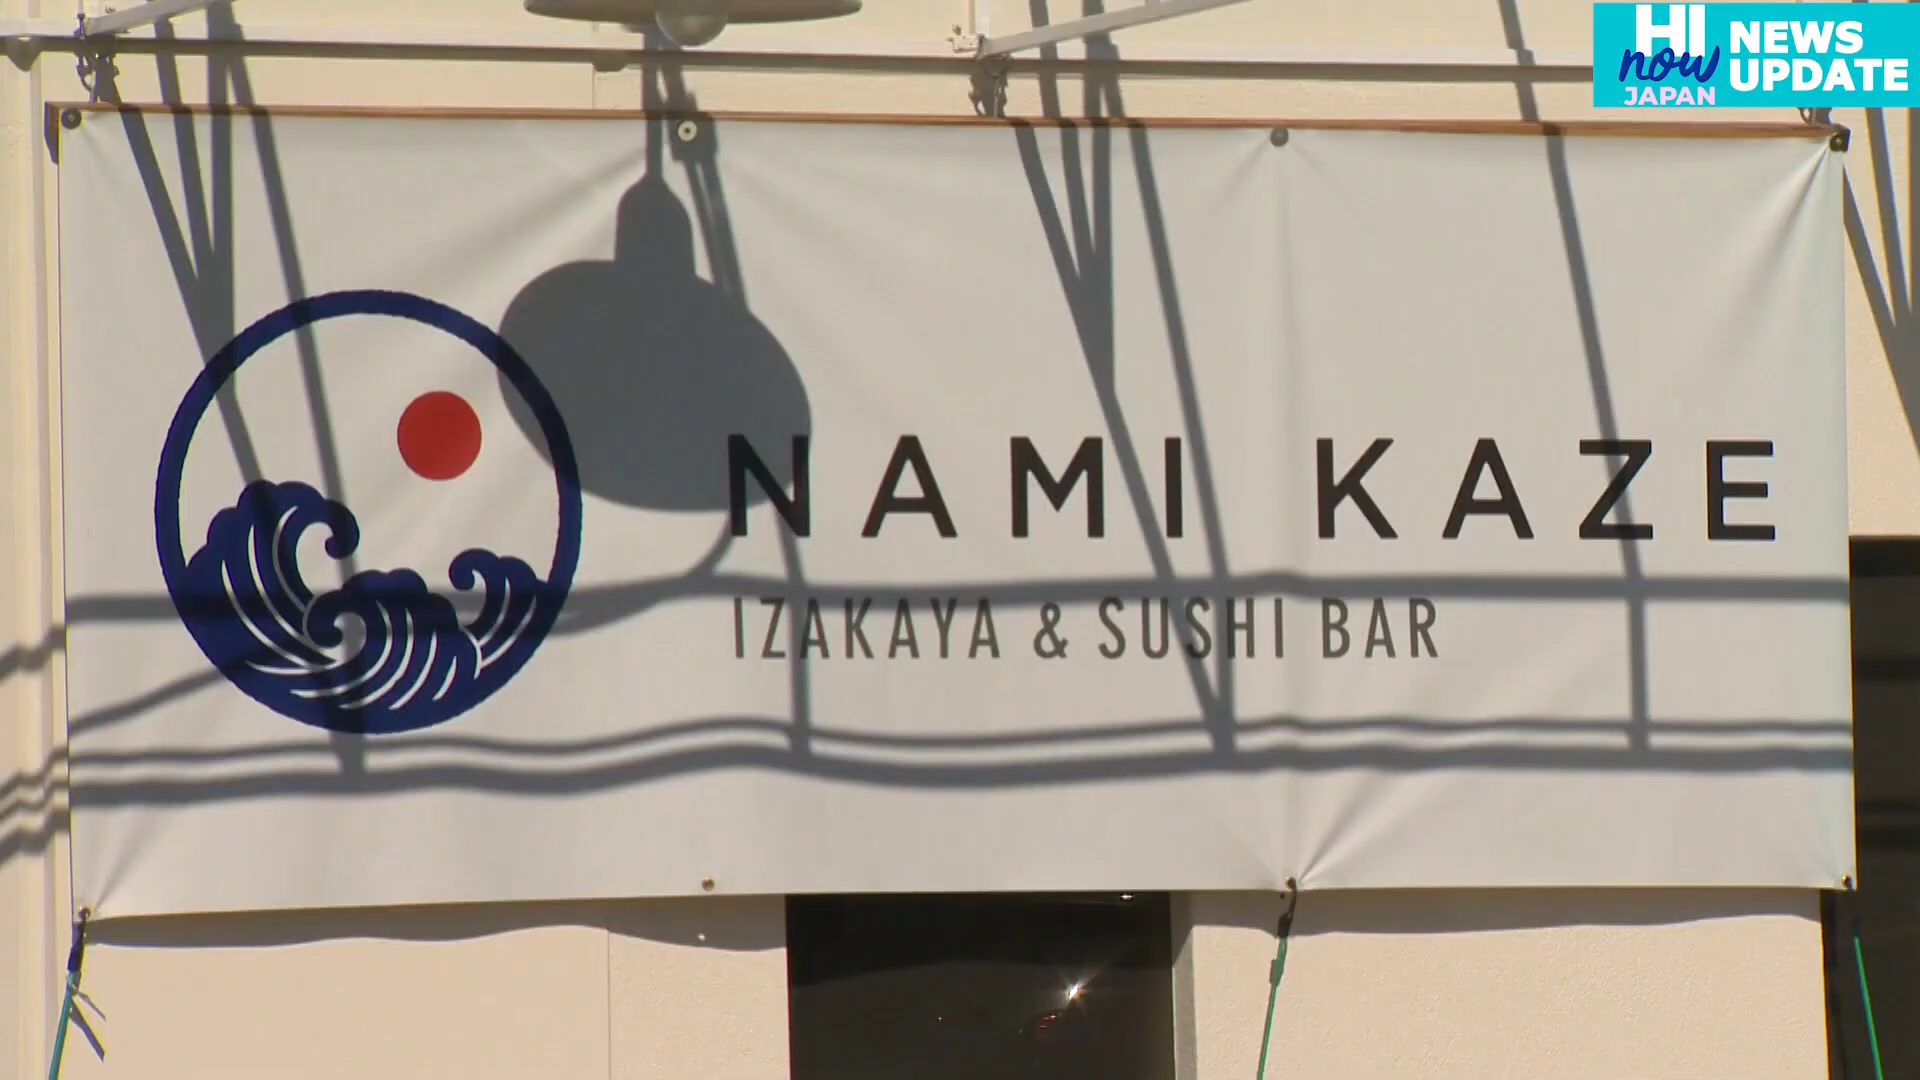 HI
now
JAPAN
NEWS
UPDATE
NAMI KAZE
IZAKAYA & SUSHI BAR